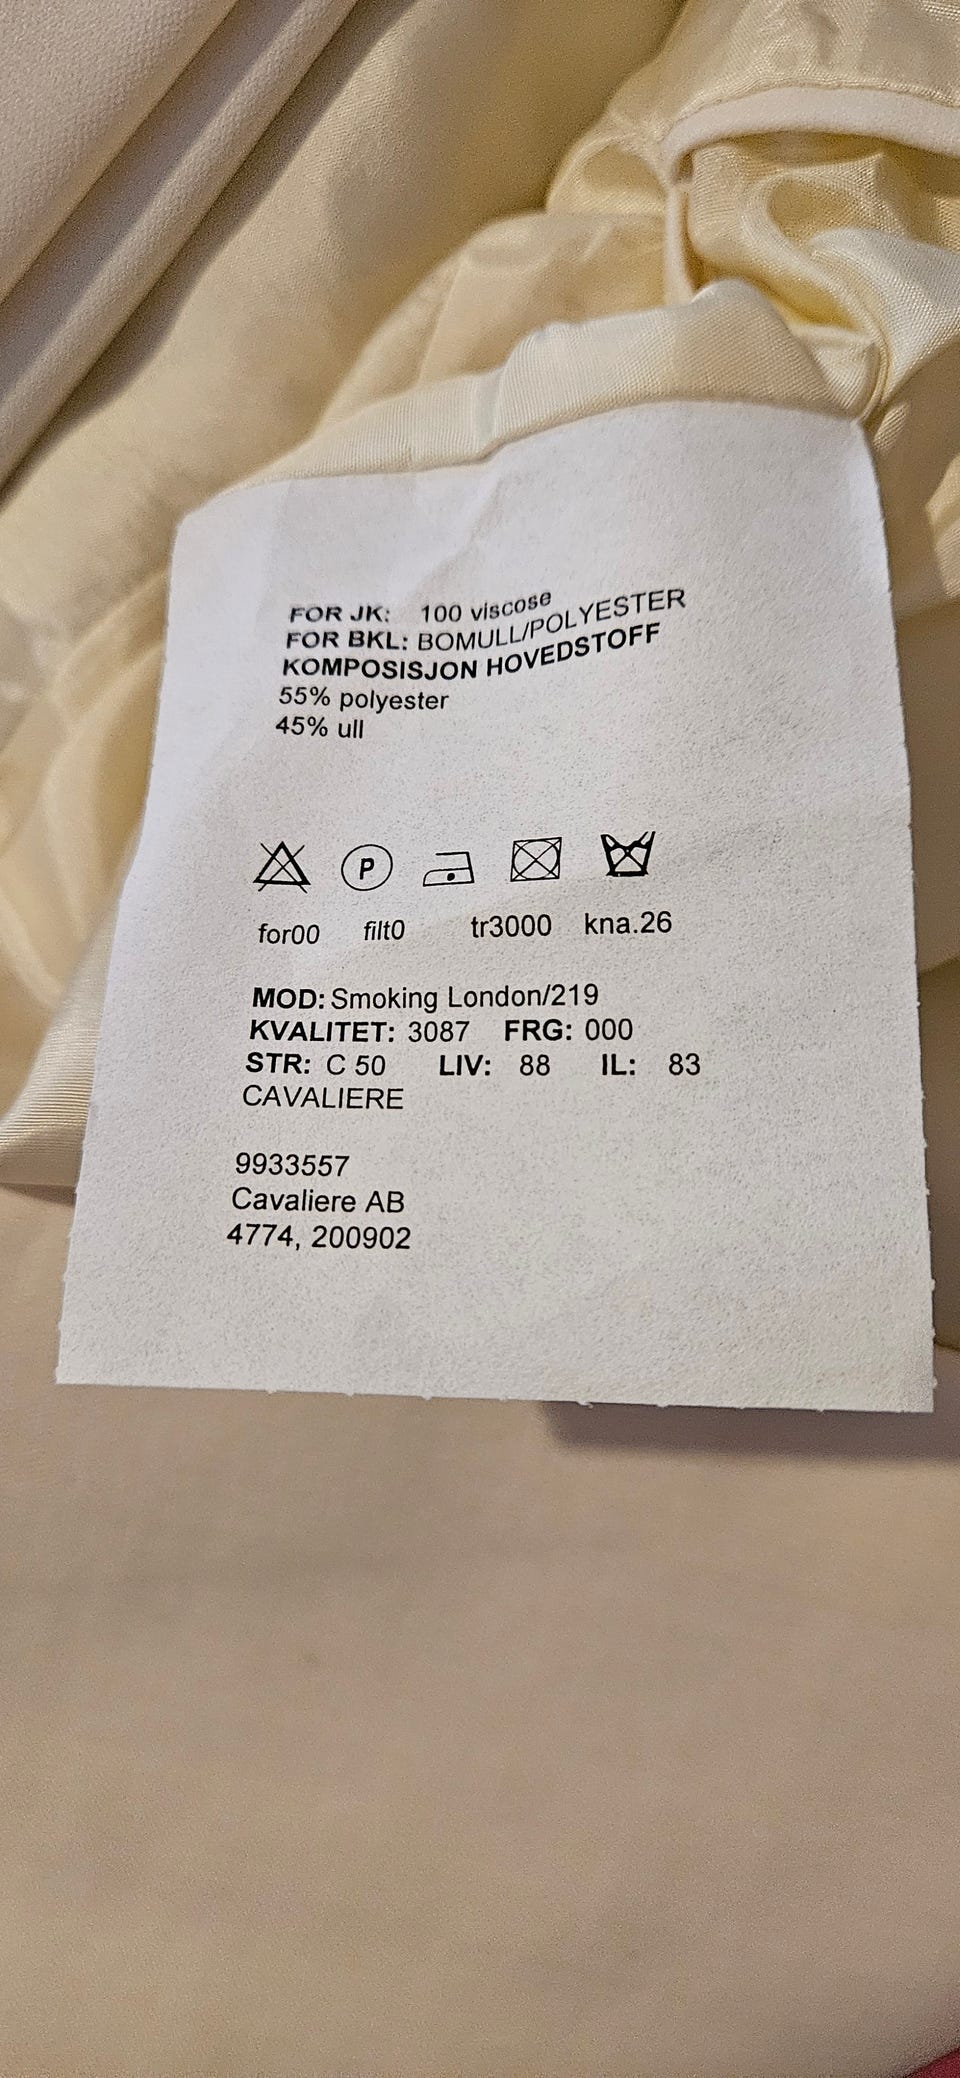 FOR JK: 100 viscose
FOR BKL: BOMULL/POLYESTER
KOMPOSISJON HOVEDSTOFF
55% polyester
45% ull
P
for00 filt0 tr3000 kna.26
MOD: Smoking London/219
KVALITET: 3087 FRG: 000
STR: C 50 LIV: 88 IL: 83
CAVALIERE
9933557
Cavaliere AB
4774, 200902